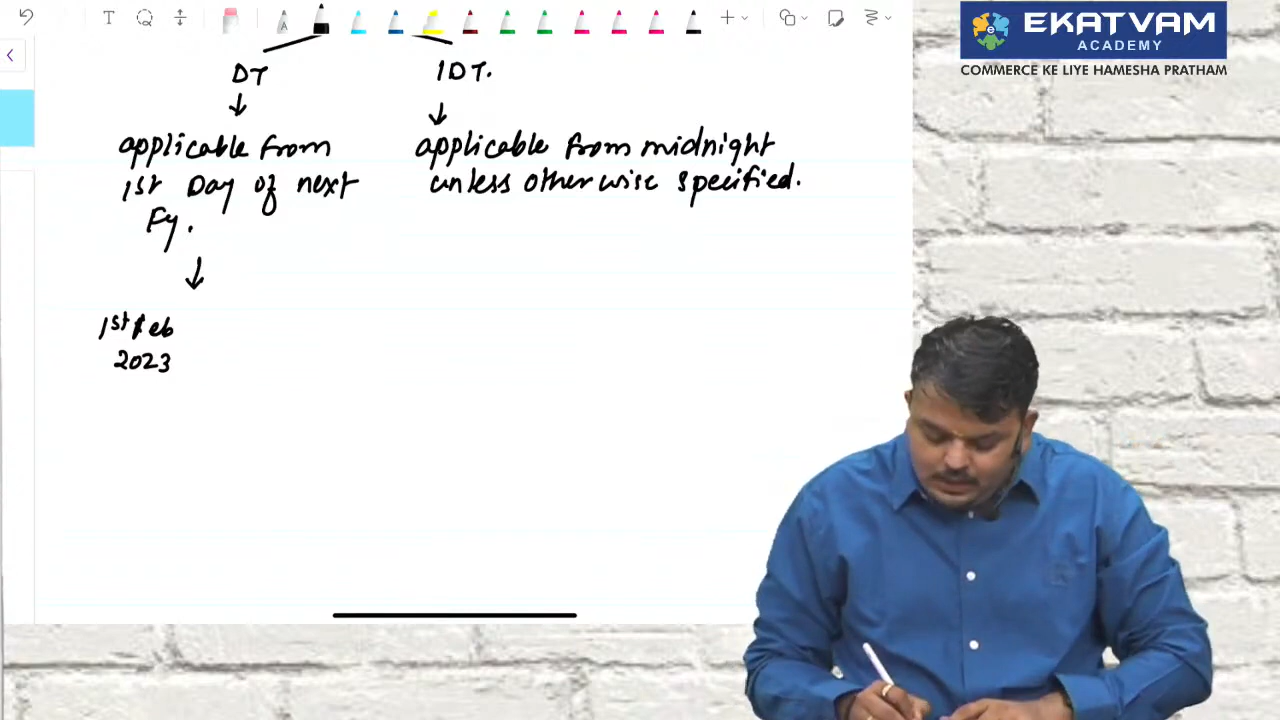 T
A
EKATVAM
ACADEMY
COMMERCE KE LIYE HAMESHA PRATHAM
DT
IDT.
applicable from
1st Day of next
Fy.
applicable from midnight
unless otherwise specified.
1st Feb
2023